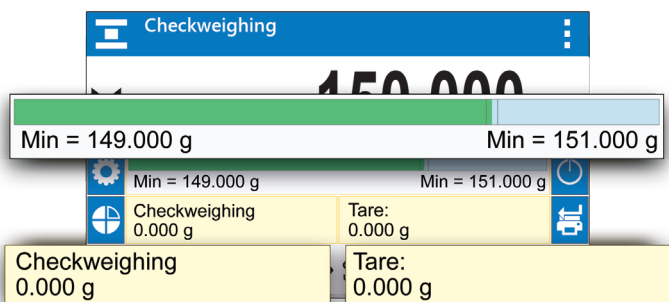 Checkweighing
150.000
Min = 149.000 g Min = 151.000 g
Min = 149.000 g Min = 151.000 g
Checkweighing Tare:
0.000 g 0.000 g
Checkweighing Tare:
0.000 g 0.000 g